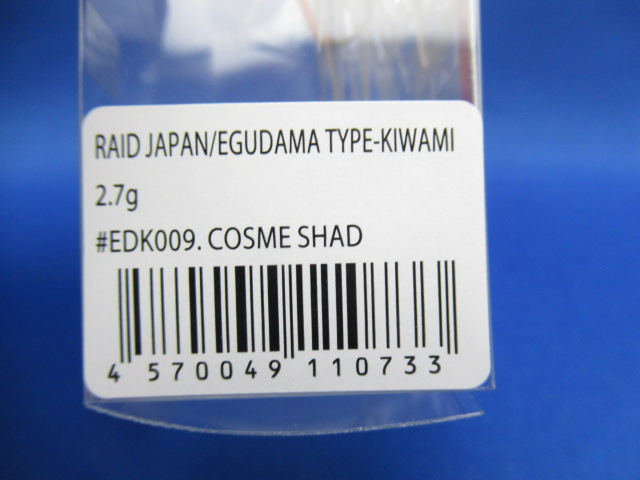 RAID JAPAN/EGUDAMA TYPE-KIWAMI
2.7g
#EDK009. COSME SHAD
4 570049 110733